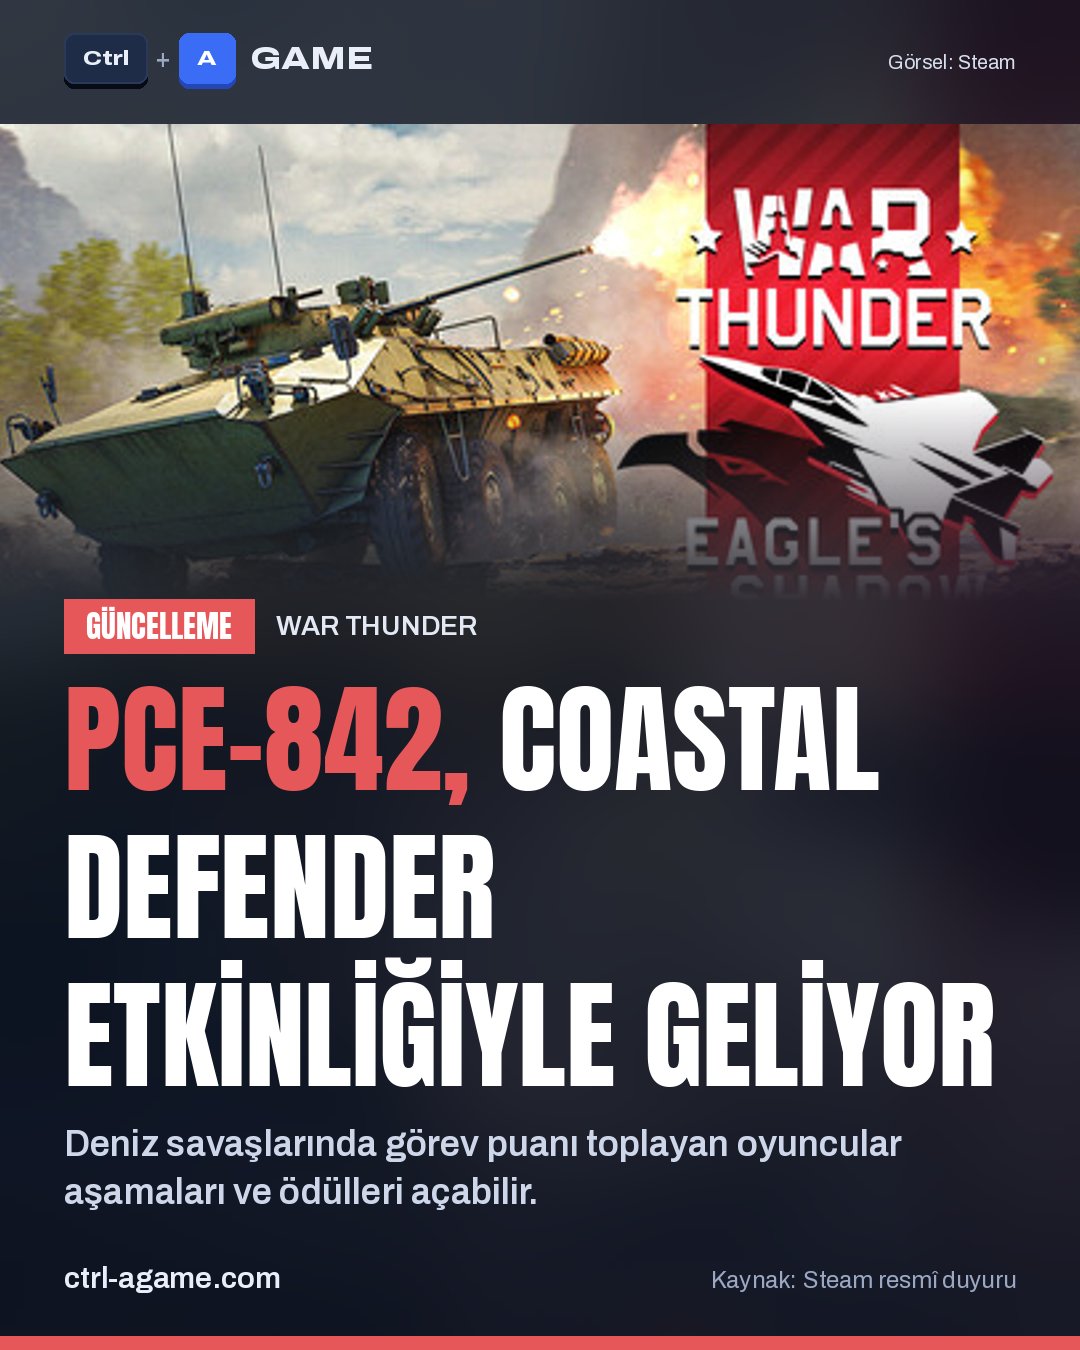 Ctrl + A GAME
Görsel: Steam
WAR
THUNDER
EAGLE'S
SHADOW
GÜNCELLEME WAR THUNDER
PCE-842, COASTAL
DEFENDER
ETKİNLİĞİYLE GELİYOR
Deniz savaşlarında görev puanı toplayan oyuncular
aşamaları ve ödülleri açabilir.
ctrl-agame.com
Kaynak: Steam resmî duyuru